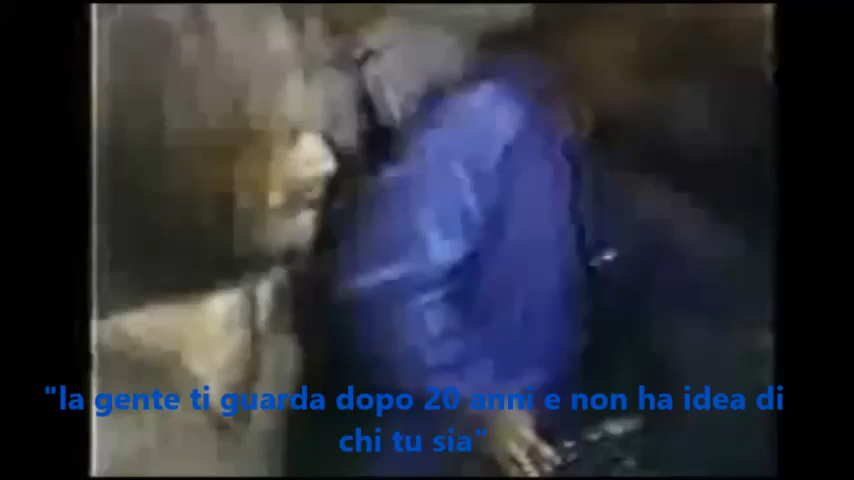 "la gente ti guarda dopo 20 anni e non ha idea di
chi tu sia"